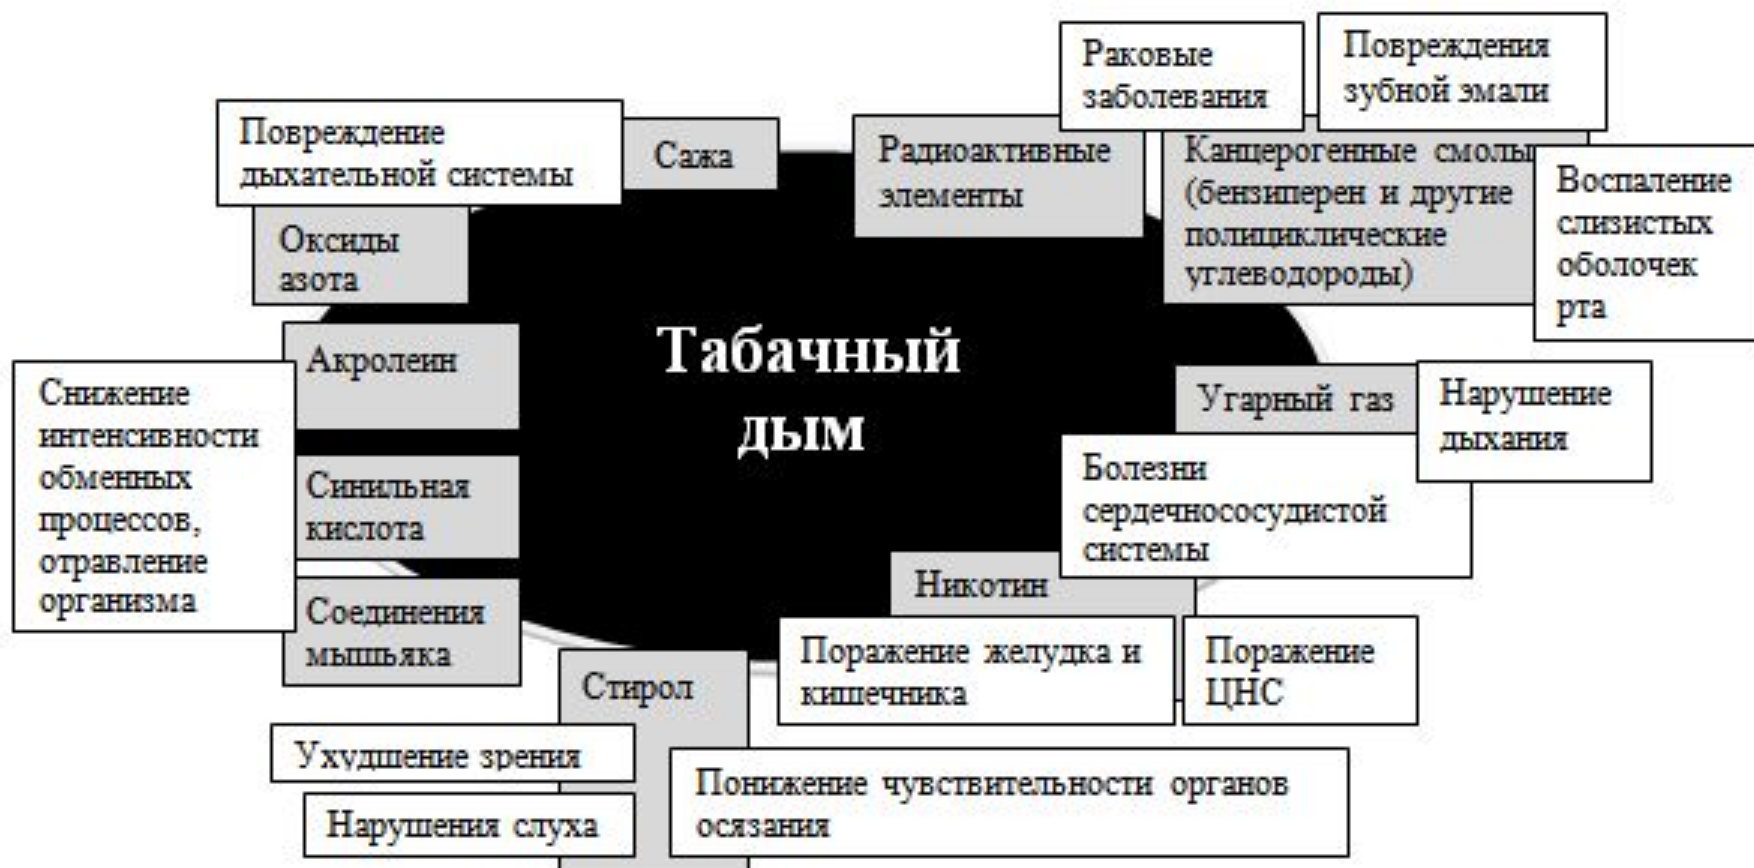 Раковые
заболевания
Повреждения
зубной эмали
Повреждение
дыхательной системы
Сажа
Радиоактивные
элементы
Канцерогенные смолы
(бензиперен и другие
полициклические
углеводороды)
Воспаление
слизистых
оболочек
рта
Оксиды
азота
Табачный
дым
Акролеин
Снижение
интенсивности
обменных
процессов,
отравление
организма
Синильная
кислота
Соединения
мышьяка
Угарный газ
Нарушение
дыхания
Болезни
сердечнососудистой
системы
Никотин
Поражение желудка и
кишечника
Поражение
ЦНС
Стирол
Ухудшение зрения
Нарушения слуха
Понижение чувствительности органов
осязания